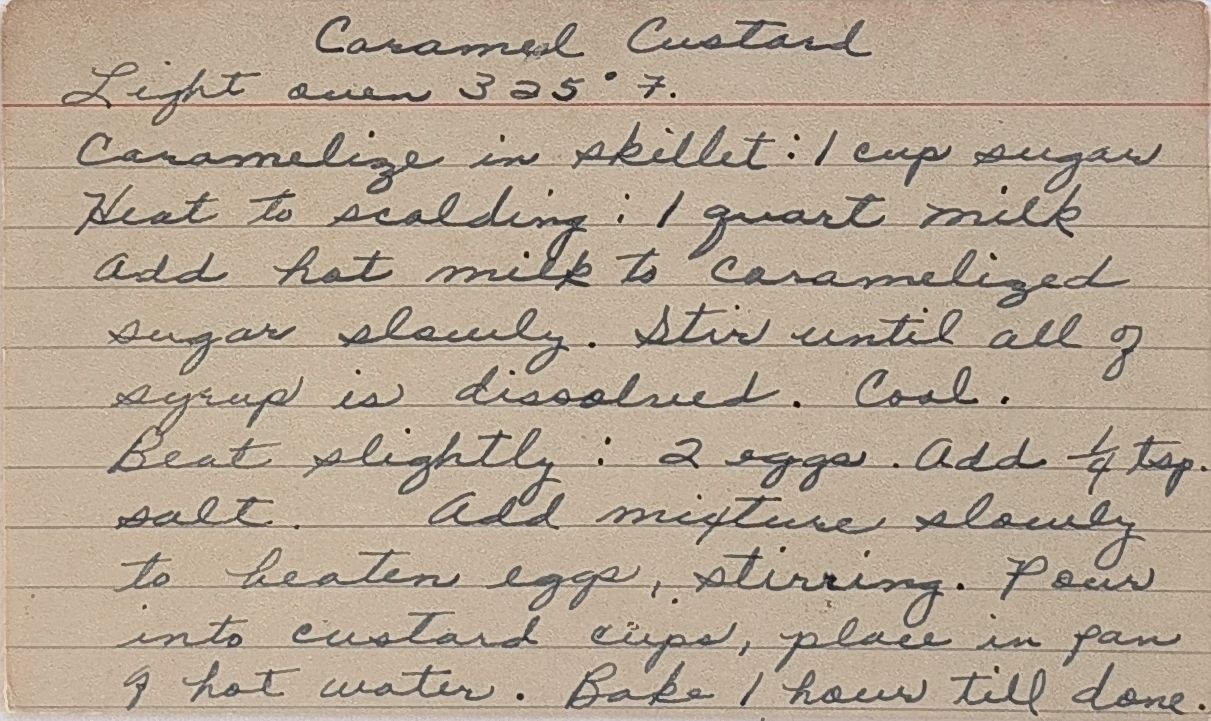 Caramel Custard
Light oven 325° F.
Caramelize in skillet: 1 cup sugar
Heat to scalding: 1 quart milk
Add hot milk to caramelized
sugar slowly. Stir until all of
syrup is dissolved. Cool.
Beat slightly: 2 eggs. Add 1/4 tsp.
salt. Add mixture slowly
to beaten eggs, stirring. Pour
into custard cups, place in pan
of hot water. Bake 1 hour till done.